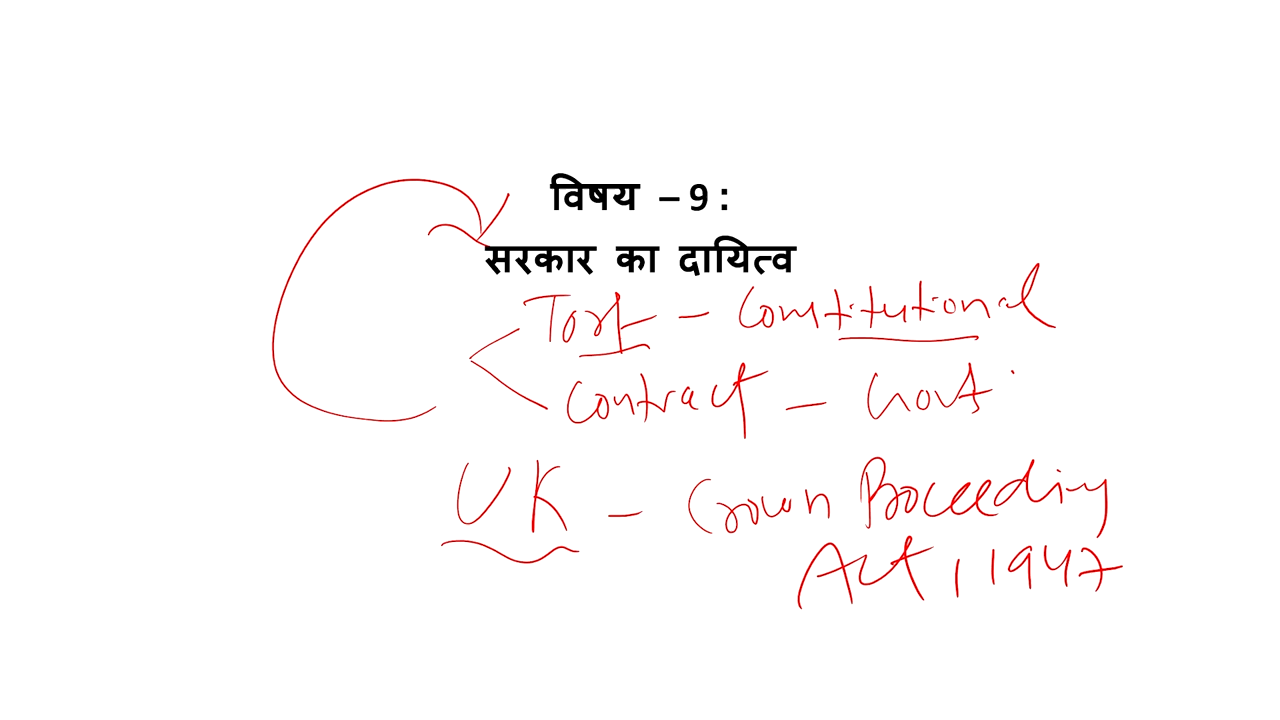 विषय – 9 :
सरकार का दायित्व
Tort – Constitutional
Contract – Govt.
UK – Crown Proceeding
Act, 1947